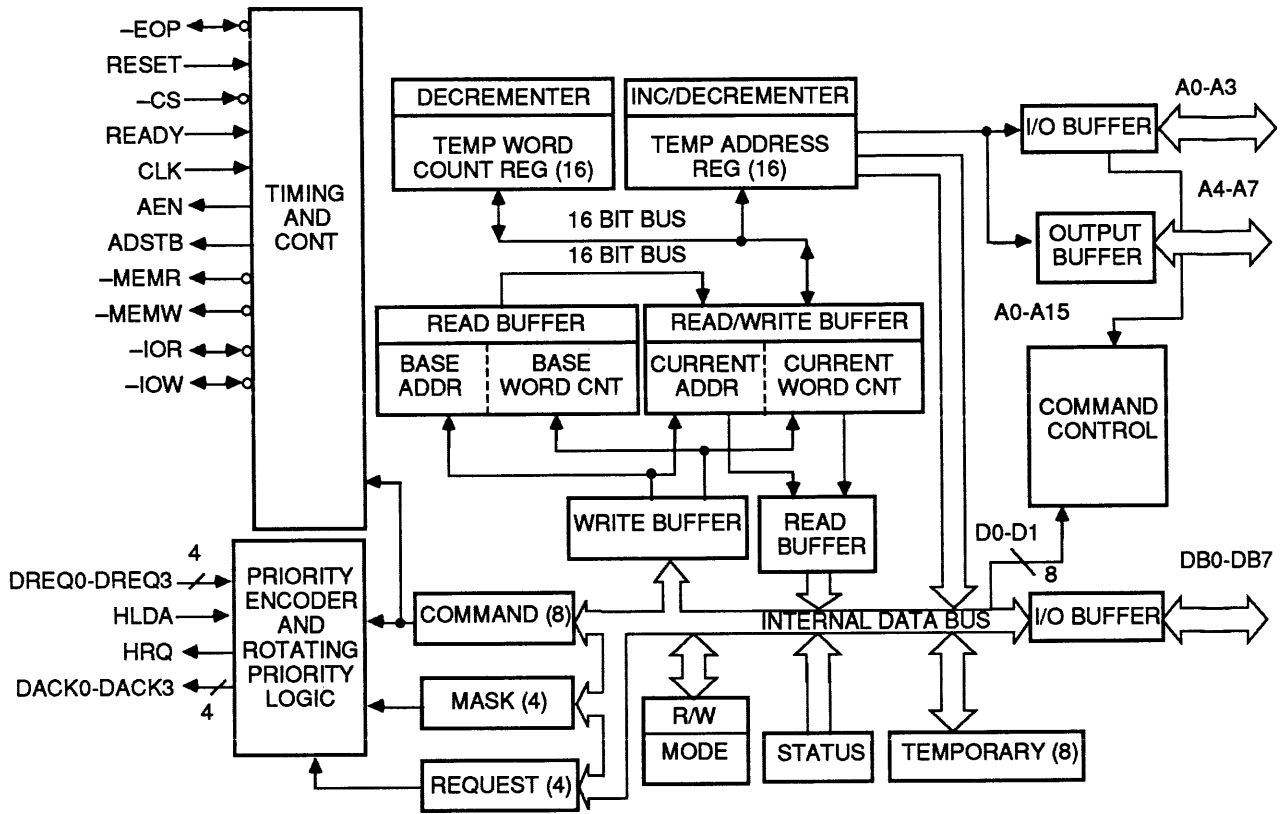 –EOP
RESET
–CS
READY
CLK
AEN
ADSTB
–MEMR
–MEMW
–IOR
–IOW
TIMING
AND
CONT
DECREMENTER
TEMP WORD
COUNT REG (16)
INC/DECREMENTER
TEMP ADDRESS
REG (16)
16 BIT BUS
16 BIT BUS
A0-A3
I/O BUFFER
A4-A7
OUTPUT
BUFFER
A0-A15
READ BUFFER
BASE
ADDR
BASE
WORD CNT
READ/WRITE BUFFER
CURRENT
ADDR
CURRENT
WORD CNT
COMMAND
CONTROL
WRITE BUFFER
READ
BUFFER
D0-D1
8
DB0-DB7
I/O BUFFER
INTERNAL DATA BUS
4
DREQ0-DREQ3
HLDA
HRQ
DACK0-DACK3
4
PRIORITY
ENCODER
AND
ROTATING
PRIORITY
LOGIC
COMMAND (8)
MASK (4)
REQUEST (4)
R/W
MODE
STATUS
TEMPORARY (8)